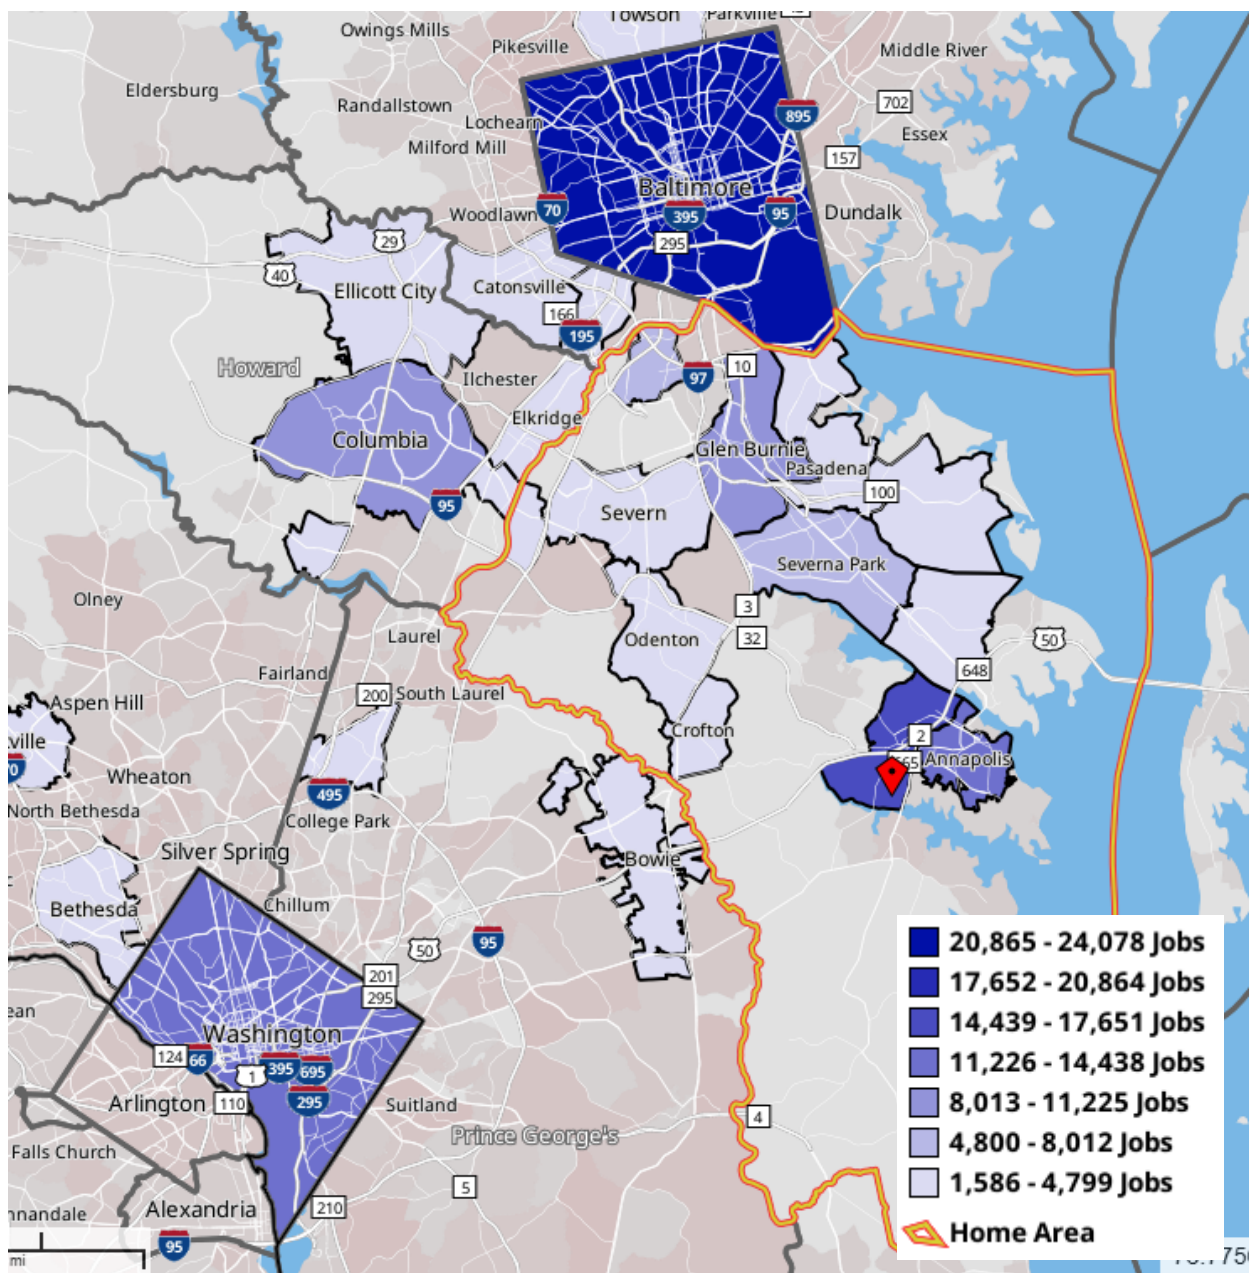 Towson
Parkville
Owings Mills
Pikesville
Middle River
Eldersburg
Randallstown
702
895
Lochearn
Essex
Milford Mill
157
Baltimore
70
Woodlawn
395
95
Dundalk
29
295
40
Catonsville
Ellicott City
166
195
Howard
10
97
Ilchester
Elkridge
Columbia
Glen Burnie
Pasadena
100
95
Severn
Severna Park
Olney
3
Laurel
Odenton
32
50
Fairland
648
200
South Laurel
Aspen Hill
Crofton
2
ville
665
Annapolis
70
Wheaton
495
North Bethesda
College Park
Silver Spring
Bowie
Chillum
Bethesda
95
50
201
295
ean
Washington
124
66
395
695
1
295
Arlington
110
Suitland
4
Prince George's
Falls Church
5
nnandale
Alexandria
210
95
mi
20,865 - 24,078 Jobs
17,652 - 20,864 Jobs
14,439 - 17,651 Jobs
11,226 - 14,438 Jobs
8,013 - 11,225 Jobs
4,800 - 8,012 Jobs
1,586 - 4,799 Jobs
Home Area